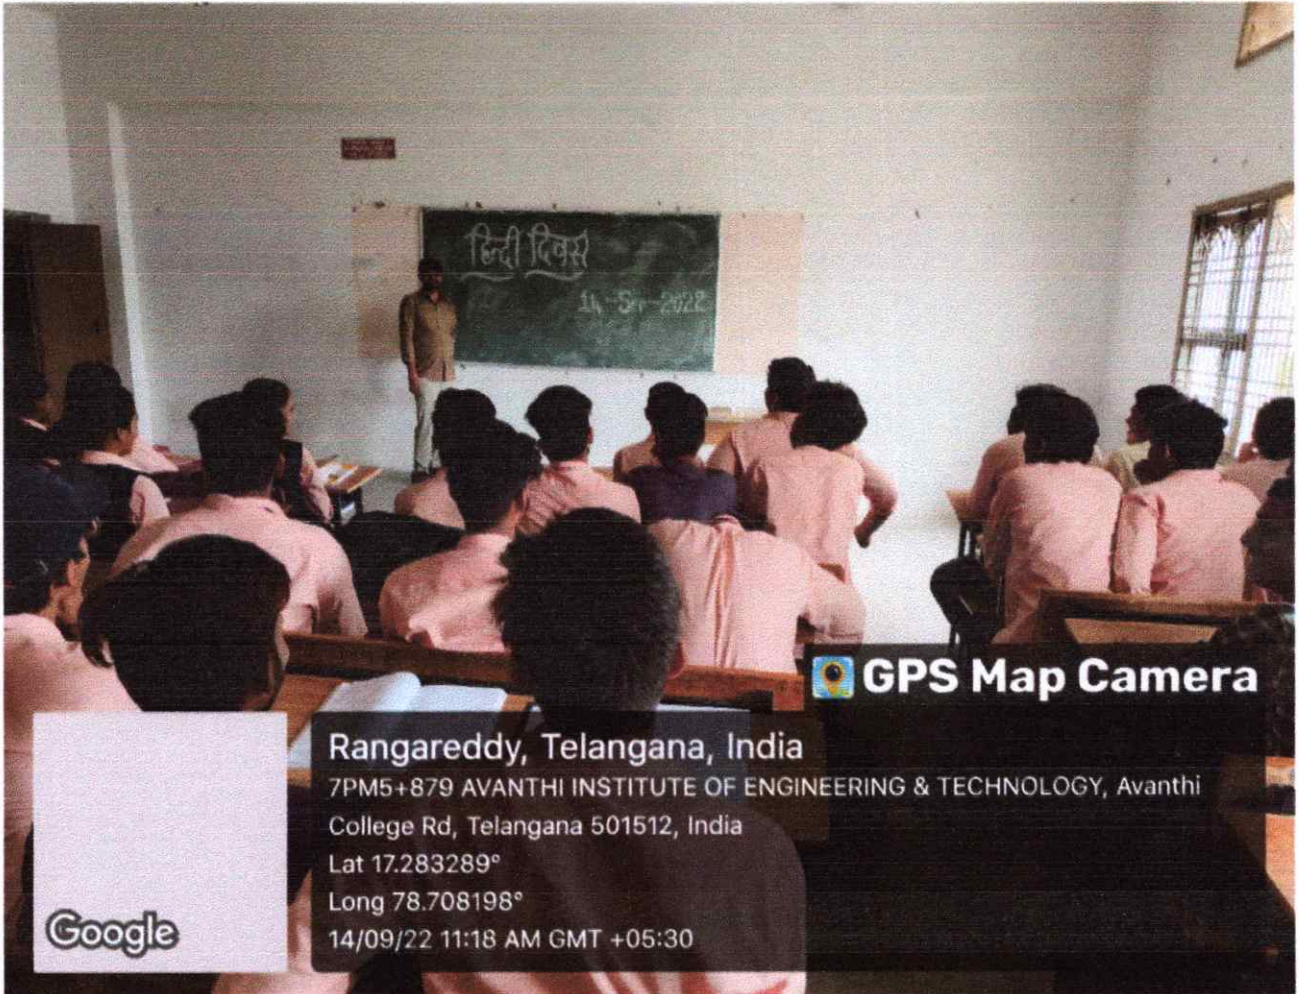 हिन्दी दिवस
14-Sep-2022
GPS Map Camera
Rangareddy, Telangana, India
7PM5+879 AVANTHI INSTITUTE OF ENGINEERING & TECHNOLOGY, Avanthi
College Rd, Telangana 501512, India
Lat 17.283289°
Long 78.708198°
14/09/22 11:18 AM GMT +05:30
Google